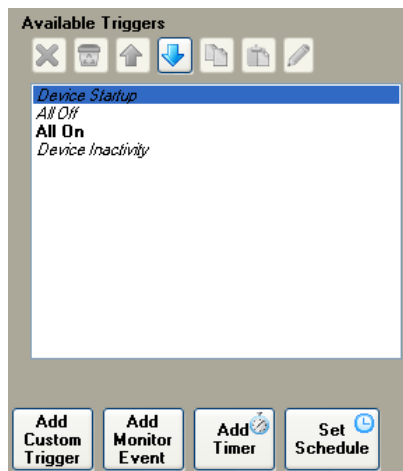 Available Triggers
Device Startup
All Off
All On
Device Inactivity
Add Custom Trigger
Add Monitor Event
Add Timer
Set Schedule